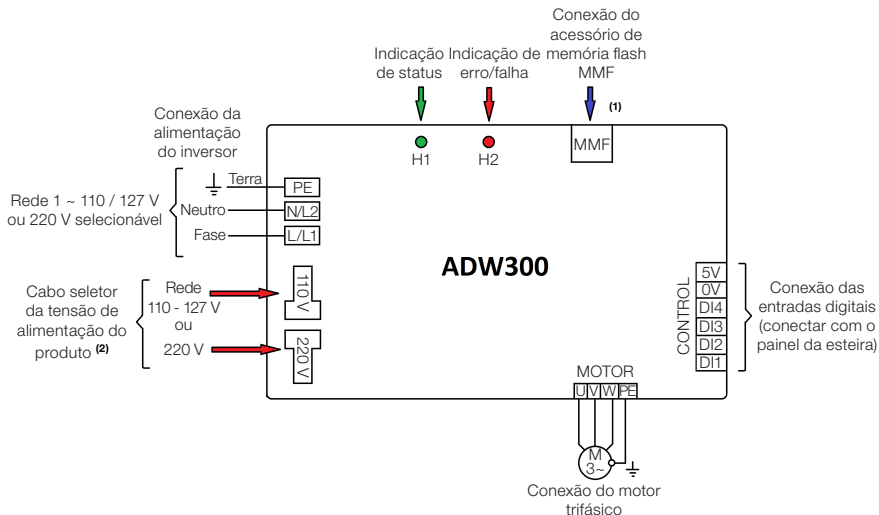 Conexão do
acessório de
memória flash
MMF
(1)
Indicação
de status
Indicação de
erro/falha
H1
H2
MMF
Conexão da
alimentação
do inversor
Rede 1 ~ 110 / 127 V
ou 220 V selecionável
Terra
Neutro
Fase
PE
N/L2
L/L1
ADW300
Cabo seletor
da tensão de
alimentação do
produto (2)
Rede
110 - 127 V
ou
220 V
110 V
220 V
CONTROL
5V
0V
DI4
DI3
DI2
DI1
Conexão das
entradas digitais
(conectar com o
painel da esteira)
MOTOR
U V W PE
M
3~
Conexão do motor
trifásico